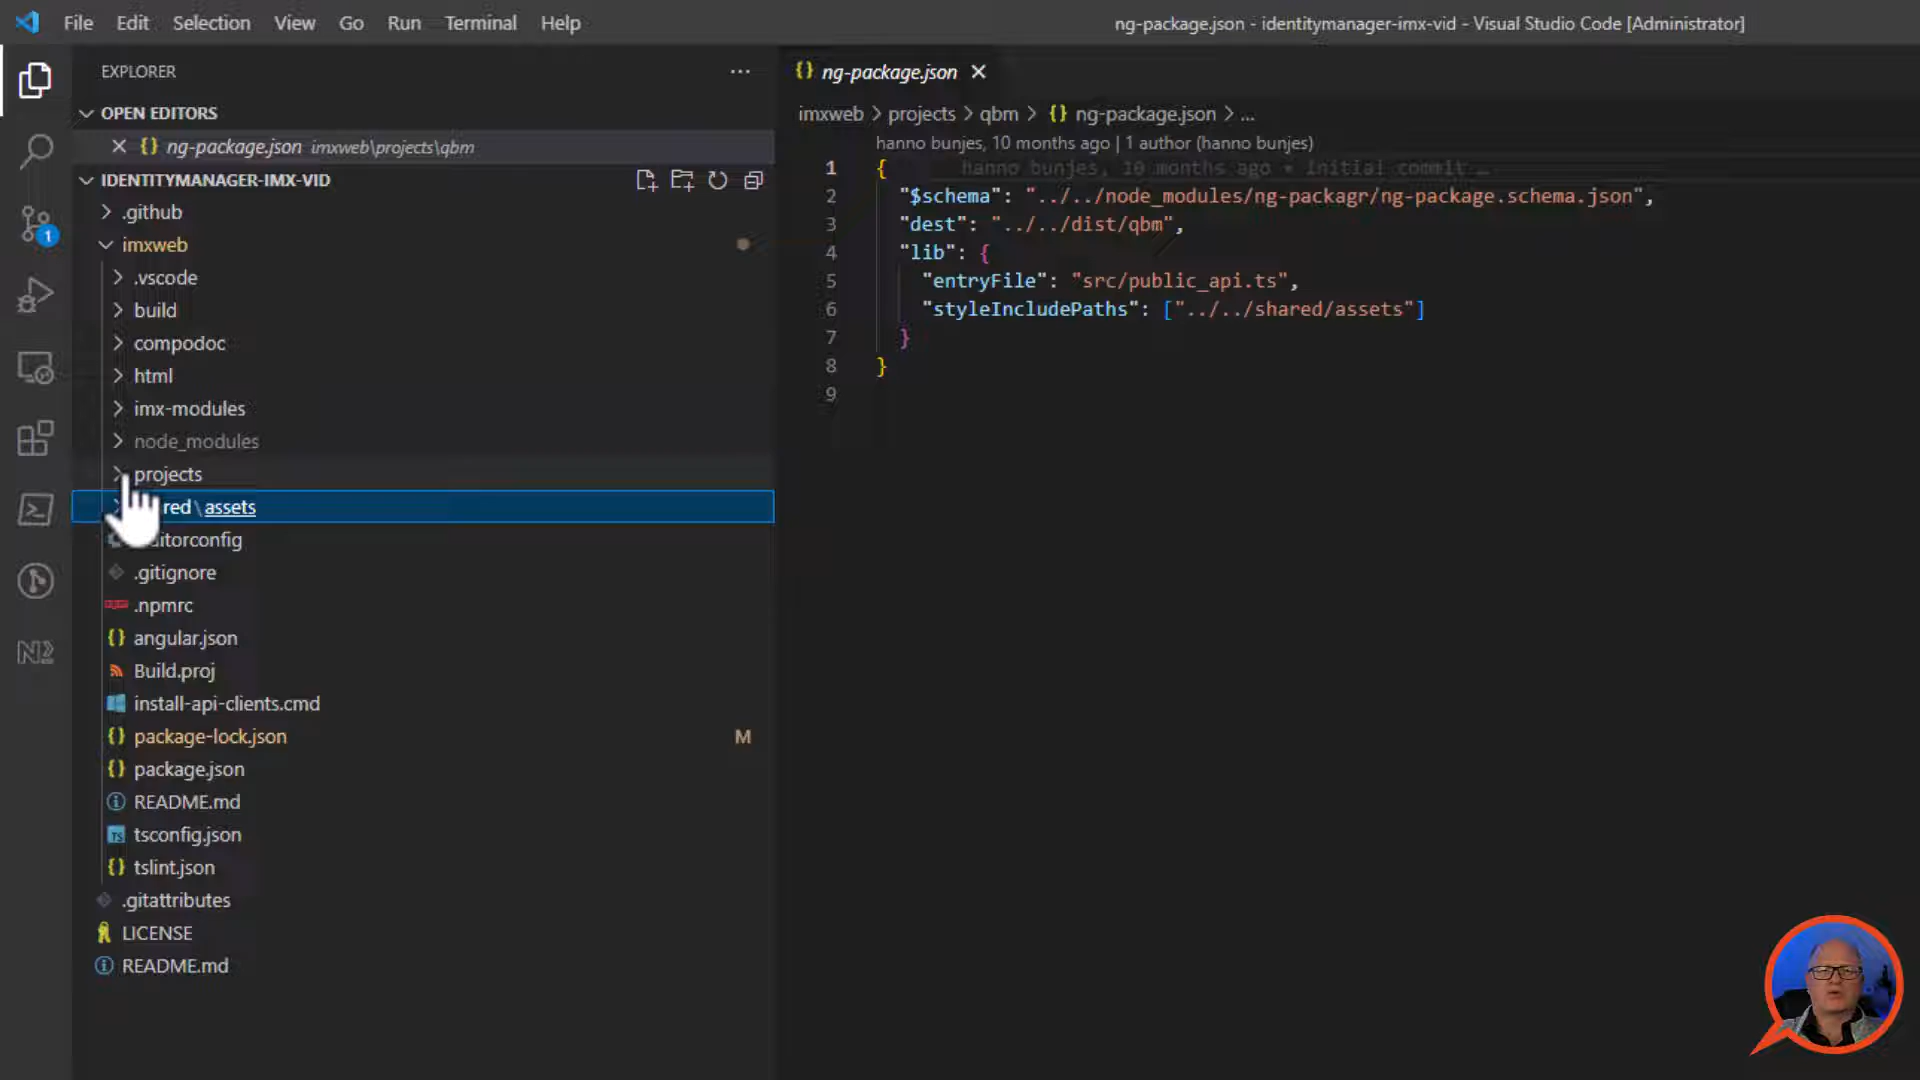 File Edit Selection View Go Run Terminal Help
ng-package.json - identitymanager-imx-vid - Visual Studio Code [Administrator]
EXPLORER
OPEN EDITORS
ng-package.json imxweb\projects\qbm
IDENTITYMANAGER-IMX-VID
.github
imxweb
.vscode
build
compodoc
html
imx-modules
node_modules
projects
red\assets
itorconfig
.gitignore
.npmrc
angular.json
Build.proj
install-api-clients.cmd
package-lock.json M
package.json
README.md
tsconfig.json
tslint.json
.gitattributes
LICENSE
README.md
1
ng-package.json
imxweb > projects > qbm > {} ng-package.json > ...
hanno bunjes, 10 months ago | 1 author (hanno bunjes)
1 { hanno bunjes, 10 months ago • Initial commit …
2 "$schema": "../../node_modules/ng-packagr/ng-package.schema.json",
3 "dest": "../../dist/qbm",
4 "lib": {
5 "entryFile": "src/public_api.ts",
6 "styleIncludePaths": ["../../shared/assets"]
7 }
8 }
9